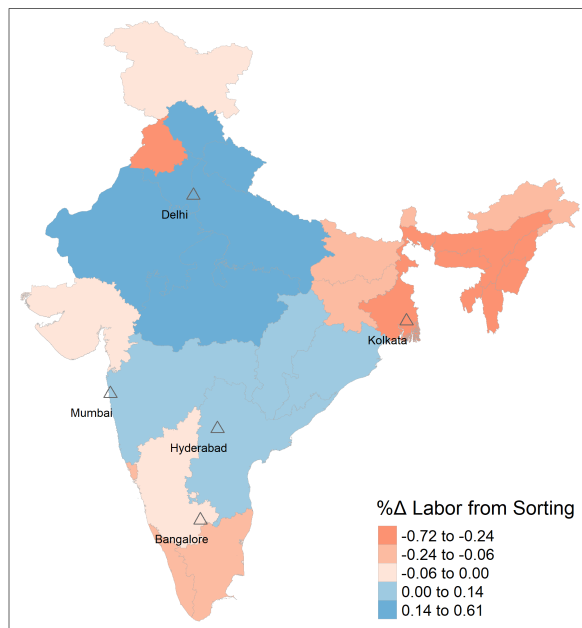 Delhi
Kolkata
Mumbai
Hyderabad
Bangalore
%Δ Labor from Sorting
-0.72 to -0.24
-0.24 to -0.06
-0.06 to 0.00
0.00 to 0.14
0.14 to 0.61